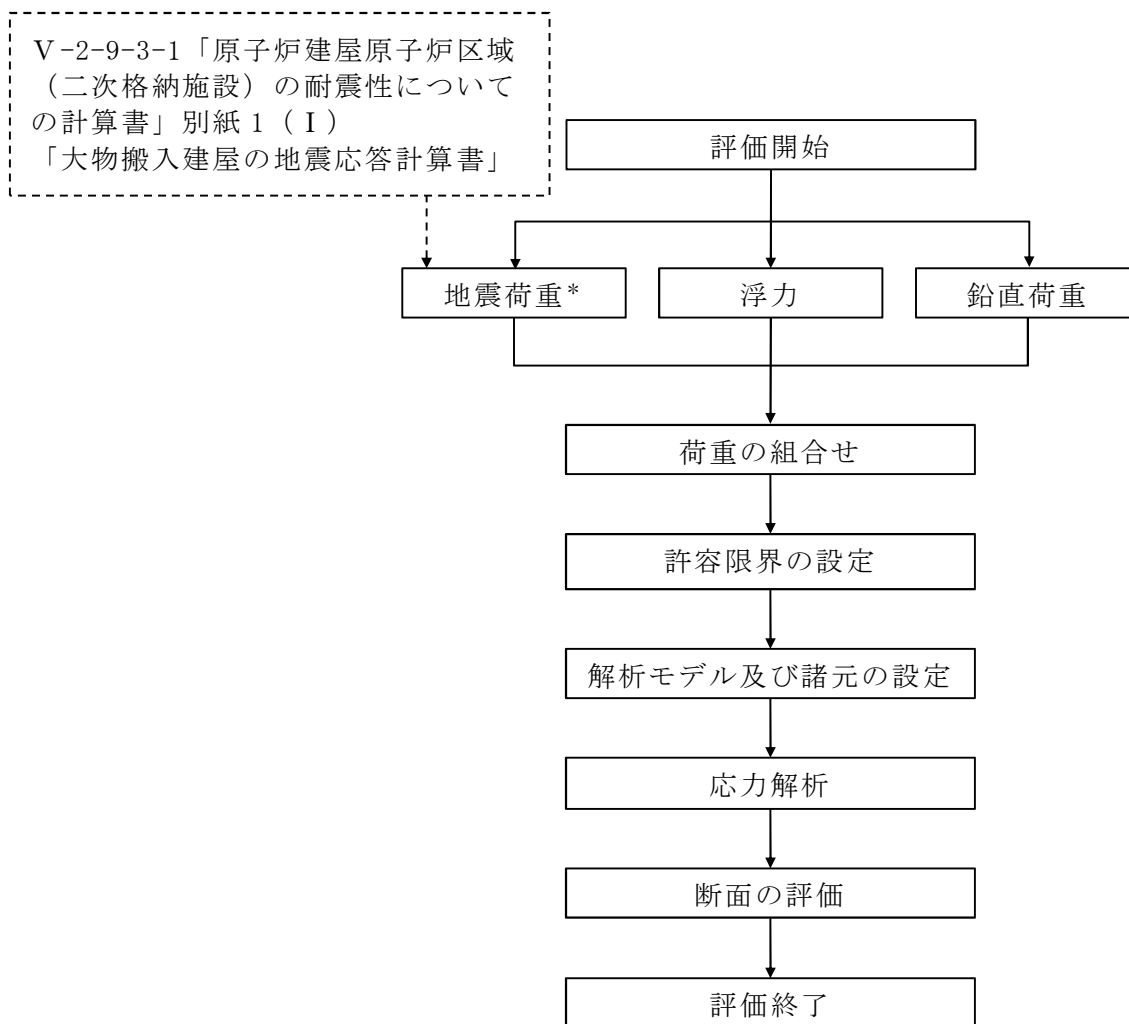 Ⅴ-2-9-3-1「原子炉建屋原子炉区域
（二次格納施設）の耐震性について
の計算書」別紙1（Ⅰ）
「大物搬入建屋の地震応答計算書」
評価開始
地震荷重*
浮力
鉛直荷重
荷重の組合せ
許容限界の設定
解析モデル及び諸元の設定
応力解析
断面の評価
評価終了